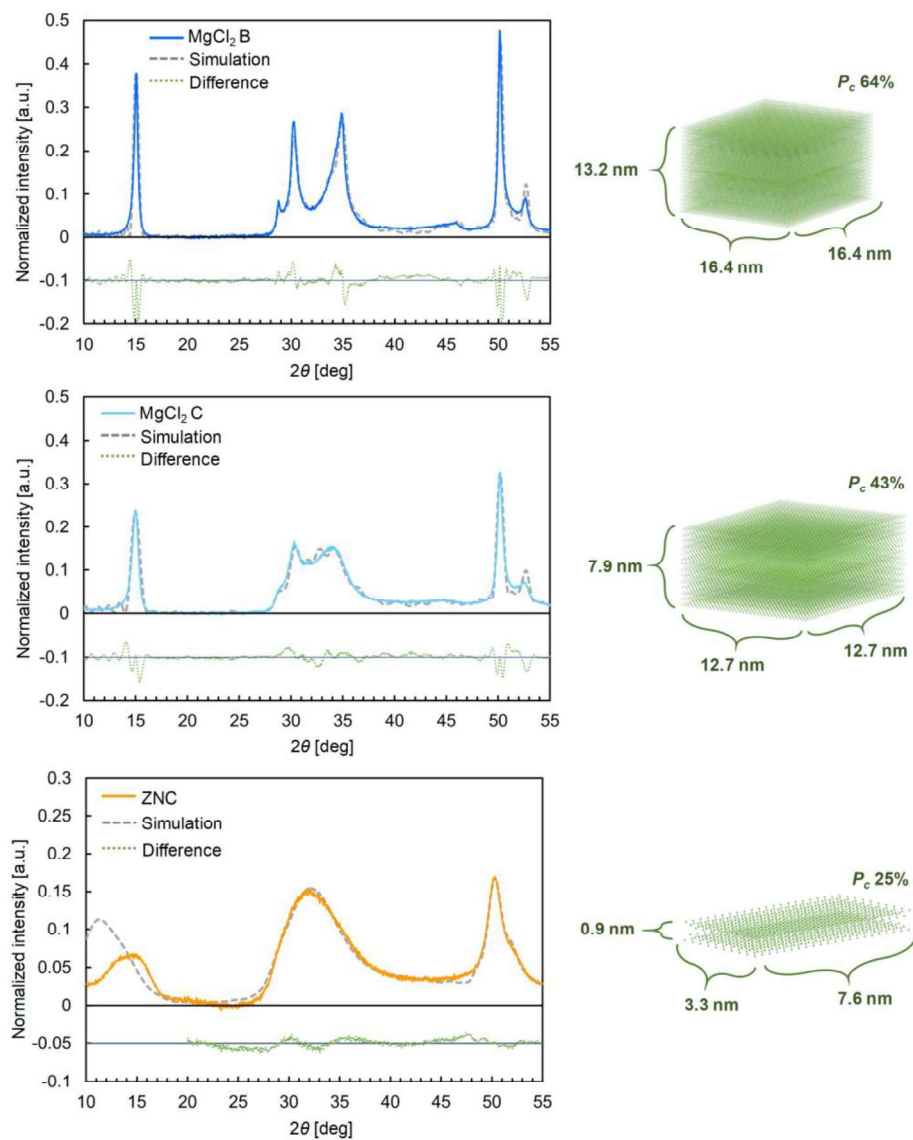 0.5
MgCl₂ B
Simulation
Difference
0.4
0.3
0.2
0.1
0
-0.1
-0.2
Normalized intensity [a.u.]
10 15 20 25 30 35 40 45 50 55
2θ [deg]
Pc 64%
13.2 nm
16.4 nm
16.4 nm
0.5
MgCl₂ C
Simulation
Difference
0.4
0.3
0.2
0.1
0
-0.1
-0.2
Normalized intensity [a.u.]
10 15 20 25 30 35 40 45 50 55
2θ [deg]
Pc 43%
7.9 nm
12.7 nm
12.7 nm
0.3
ZNC
Simulation
Difference
0.25
0.2
0.15
0.1
0.05
0
-0.05
-0.1
Normalized intensity [a.u.]
10 15 20 25 30 35 40 45 50 55
2θ [deg]
Pc 25%
0.9 nm
3.3 nm
7.6 nm